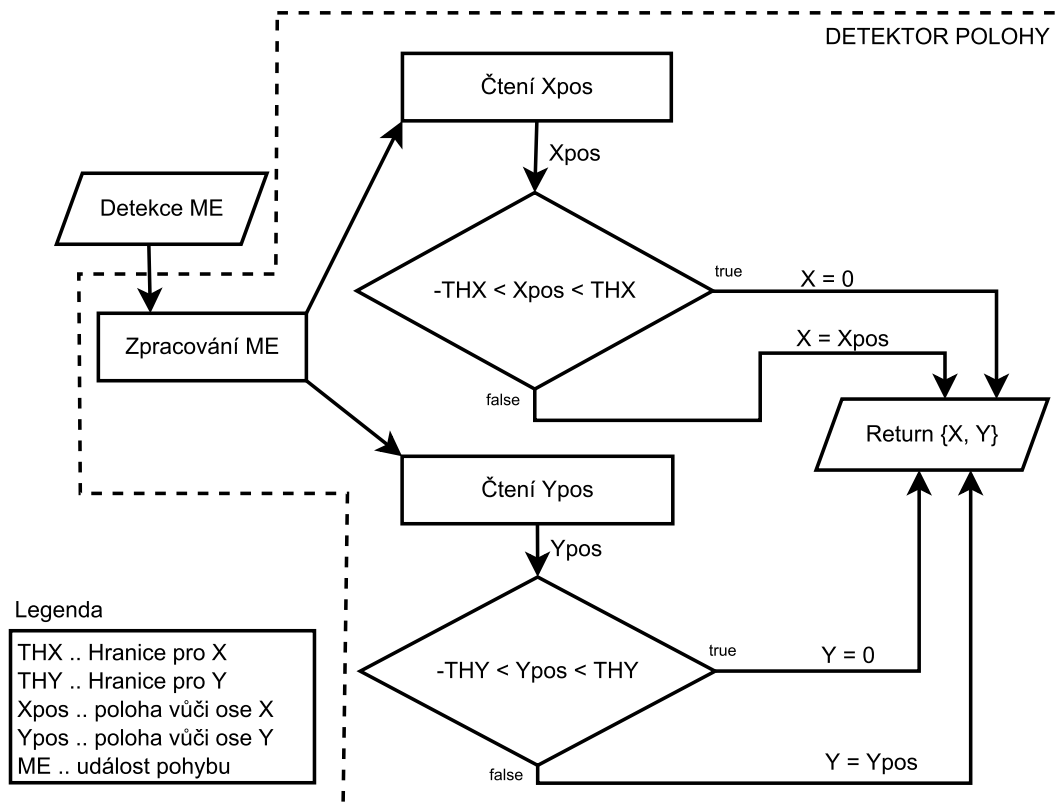 DETEKTOR POLOHY
Čtení Xpos
Xpos
Detekce ME
-THX < Xpos < THX
true
X = 0
Zpracování ME
X = Xpos
false
Return {X, Y}
Čtení Ypos
Ypos
-THY < Ypos < THY
true
Y = 0
false
Y = Ypos
Legenda
THX .. Hranice pro X
THY .. Hranice pro Y
Xpos .. poloha vůči ose X
Ypos .. poloha vůči ose Y
ME .. událost pohybu